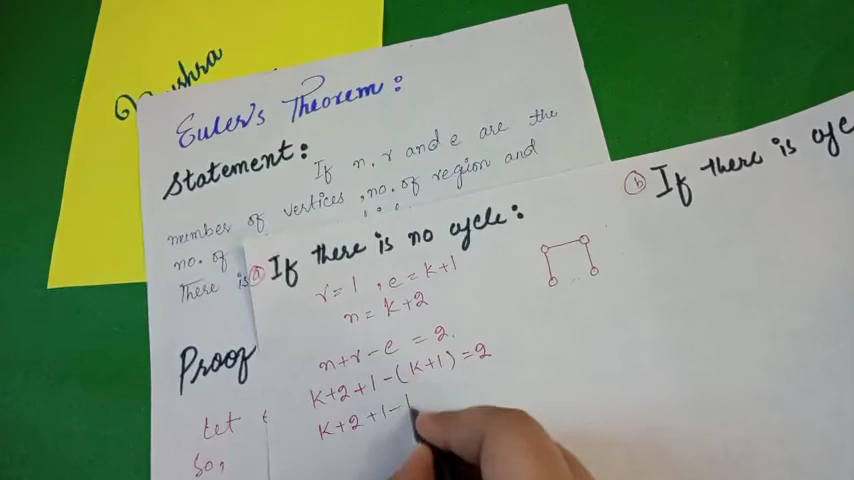 Euler's Theorem:
Statement:
If n, r and e are the
number of vertices, no. of region and
no. of
There is
Proof
Let
So,
ⓐ If there is no cycle:
r = 1, e = k+1
n = k+2
n+r-e = 2.
k+2+1-(k+1) = 2
k+2+1-
ⓑ If there is cyc